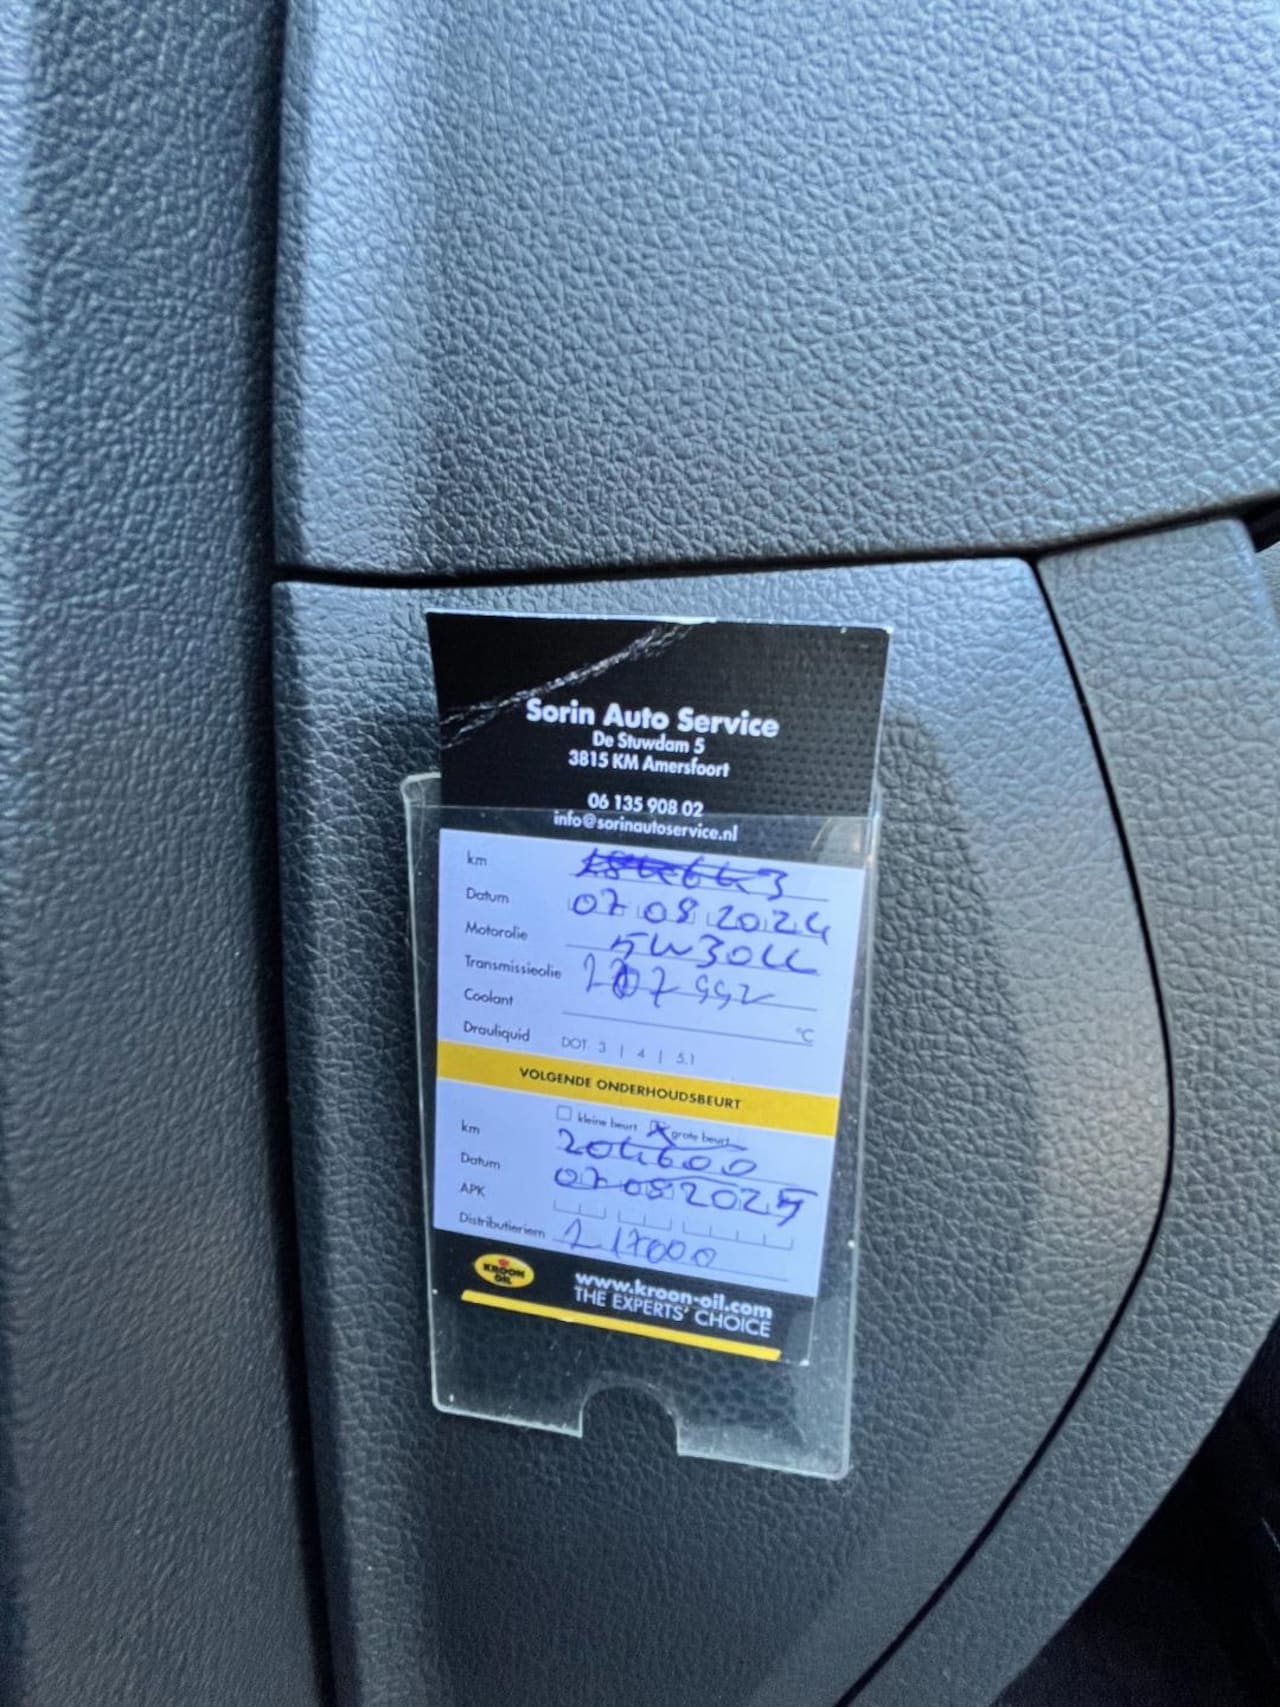 Sorin Auto Service
De Stuwdam 5
3815 KM Amersfoort
06 135 908 02
info@sorinautoservice.nl
km
Datum 07 08 2024
Motorolie 5W30LL
Transmissieolie
Coolant °C
Drauliquid DOT 3 | 4 | 5.1
VOLGENDE ONDERHOUDSBEURT
kleine beurt X grote beurt
km 204600
Datum 07 08 2025
APK
Distributieriem 217000
KROON OIL
www.kroon-oil.com
THE EXPERTS' CHOICE